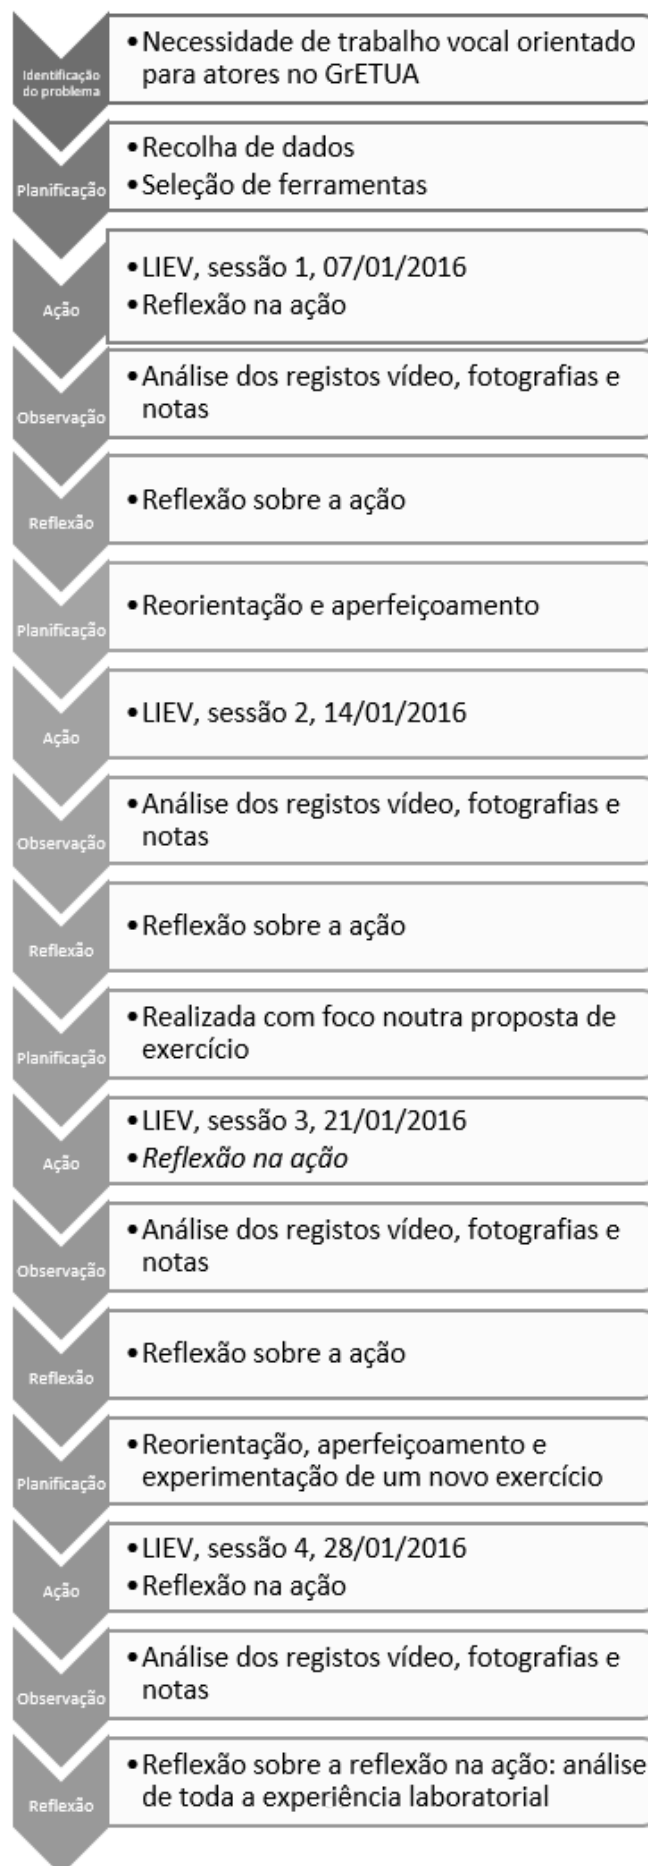 Identificação
do problema
•Necessidade de trabalho vocal orientado
para atores no GrETUA
Planificação
•Recolha de dados
•Seleção de ferramentas
Ação
•LIEV, sessão 1, 07/01/2016
•Reflexão na ação
Observação
•Análise dos registos vídeo, fotografias e
notas
Reflexão
•Reflexão sobre a ação
Planificação
•Reorientação e aperfeiçoamento
Ação
•LIEV, sessão 2, 14/01/2016
Observação
•Análise dos registos vídeo, fotografias e
notas
Reflexão
•Reflexão sobre a ação
Planificação
•Realizada com foco noutra proposta de
exercício
Ação
•LIEV, sessão 3, 21/01/2016
•Reflexão na ação
Observação
•Análise dos registos vídeo, fotografias e
notas
Reflexão
•Reflexão sobre a ação
Planificação
•Reorientação, aperfeiçoamento e
experimentação de um novo exercício
Ação
•LIEV, sessão 4, 28/01/2016
•Reflexão na ação
Observação
•Análise dos registos vídeo, fotografias e
notas
Reflexão
•Reflexão sobre a reflexão na ação: análise
de toda a experiência laboratorial